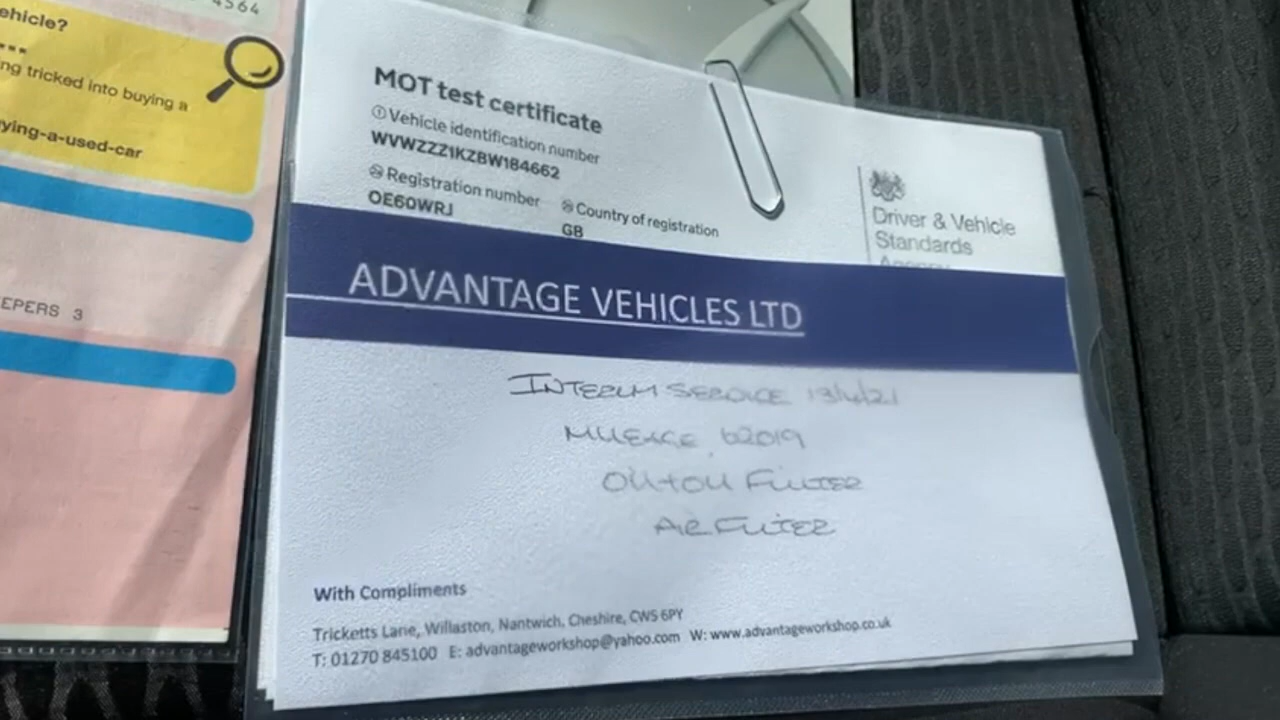 4564
ehicle?
ng tricked into buying a
ying-a-used-car
EPERS 3
MOT test certificate
Vehicle identification number
WVWZZZ1KZBW184662
Registration number
OE60WRJ
Country of registration
GB
Driver & Vehicle
Standards
Agency
ADVANTAGE VEHICLES LTD
INTERIM SERVICE 13/4/21
MILEAGE 62019
OIL+OIL FILTER
AIR FILTER
With Compliments
Tricketts Lane, Willaston, Nantwich, Cheshire, CW5 6PY
T: 01270 845100 E: advantageworkshop@yahoo.com W: www.advantageworkshop.co.uk